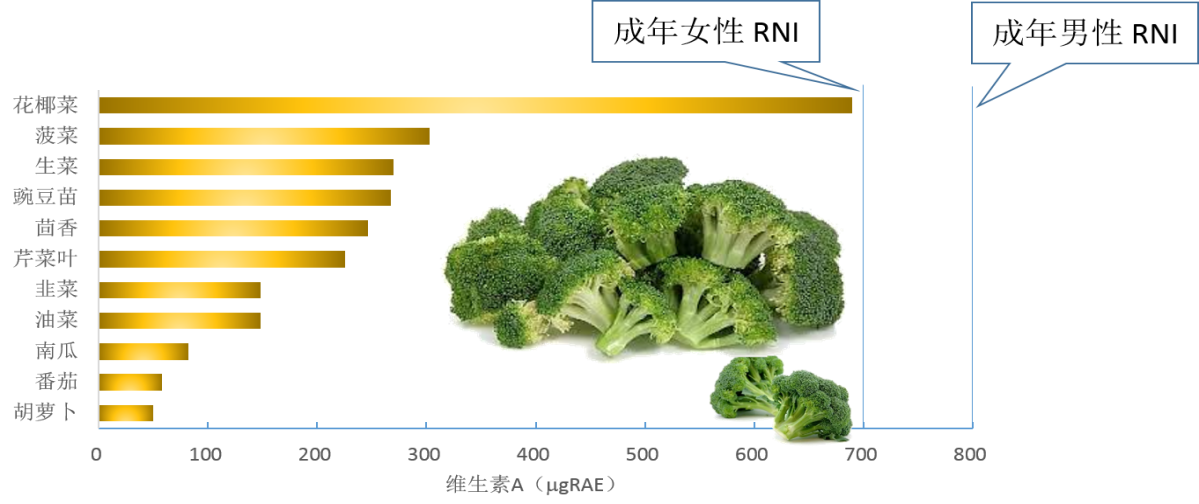 成年女性 RNI
成年男性 RNI
花椰菜
菠菜
生菜
豌豆苗
茴香
芹菜叶
韭菜
油菜
南瓜
番茄
胡萝卜
0 100 200 300 400 500 600 700 800
维生素A（μgRAE）